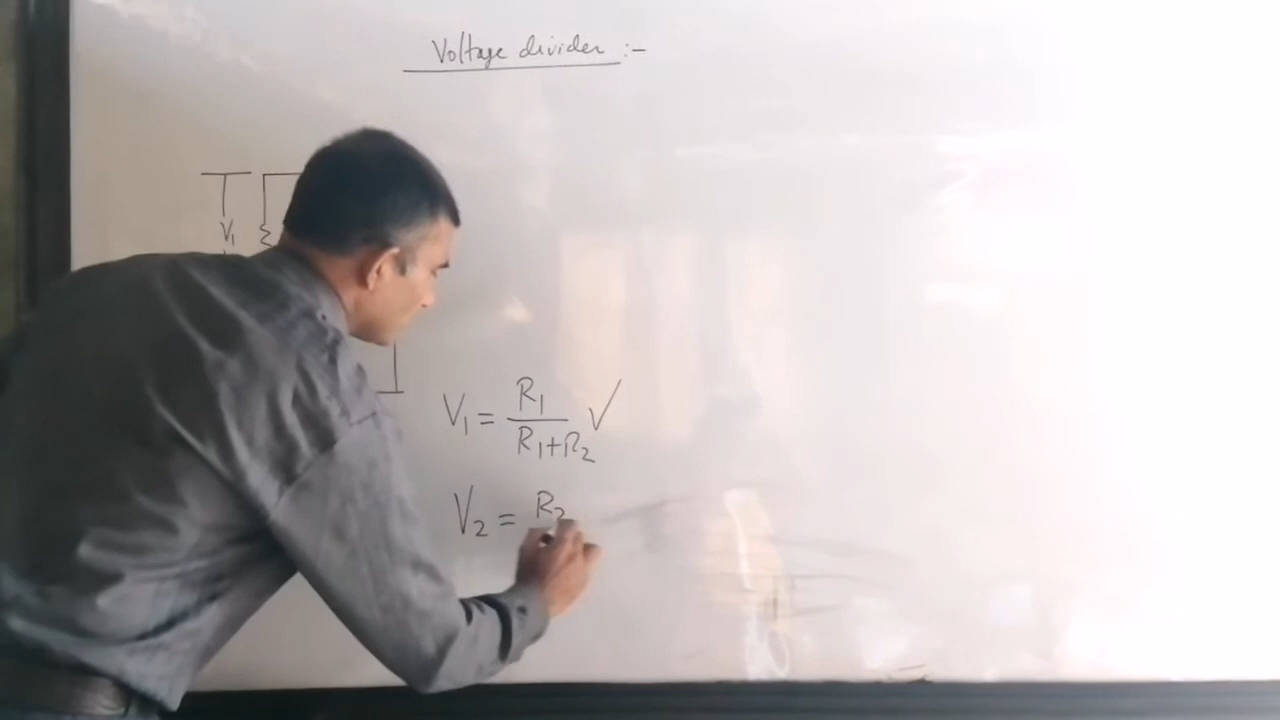 Voltage divider :-
V1
V1 = R1/R1+R2 V
V2 = R2